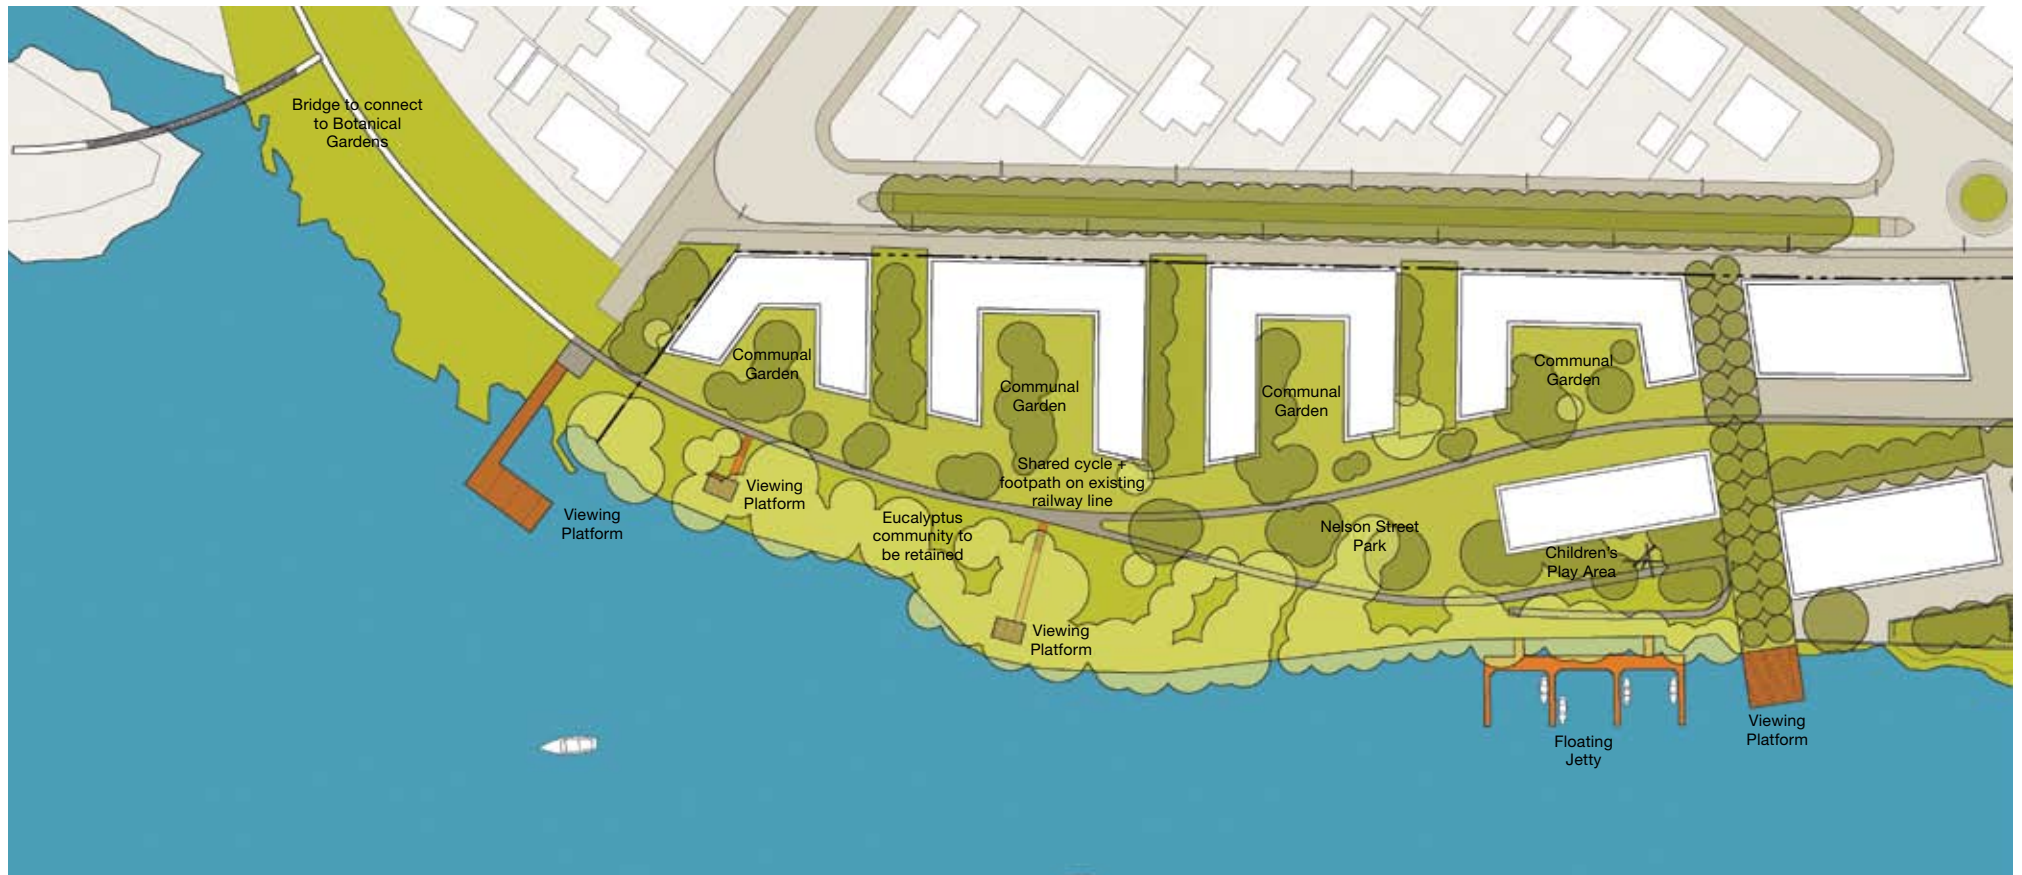 Bridge to connect
to Botanical
Gardens
Communal
Garden
Communal
Garden
Communal
Garden
Communal
Garden
Shared cycle +
footpath on existing
railway line
Viewing
Platform
Viewing
Platform
Eucalyptus
community to
be retained
Nelson Street
Park
Children's
Play Area
Viewing
Platform
Floating
Jetty
Viewing
Platform